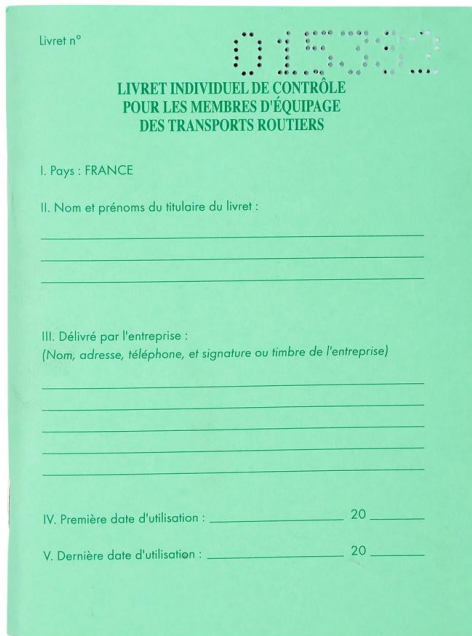 Livret n°
LIVRET INDIVIDUEL DE CONTRÔLE
POUR LES MEMBRES D'ÉQUIPAGE
DES TRANSPORTS ROUTIERS
I. Pays : FRANCE
II. Nom et prénoms du titulaire du livret :
III. Délivré par l'entreprise :
(Nom, adresse, téléphone, et signature ou timbre de l'entreprise)
IV. Première date d'utilisation : 20
V. Dernière date d'utilisation : 20